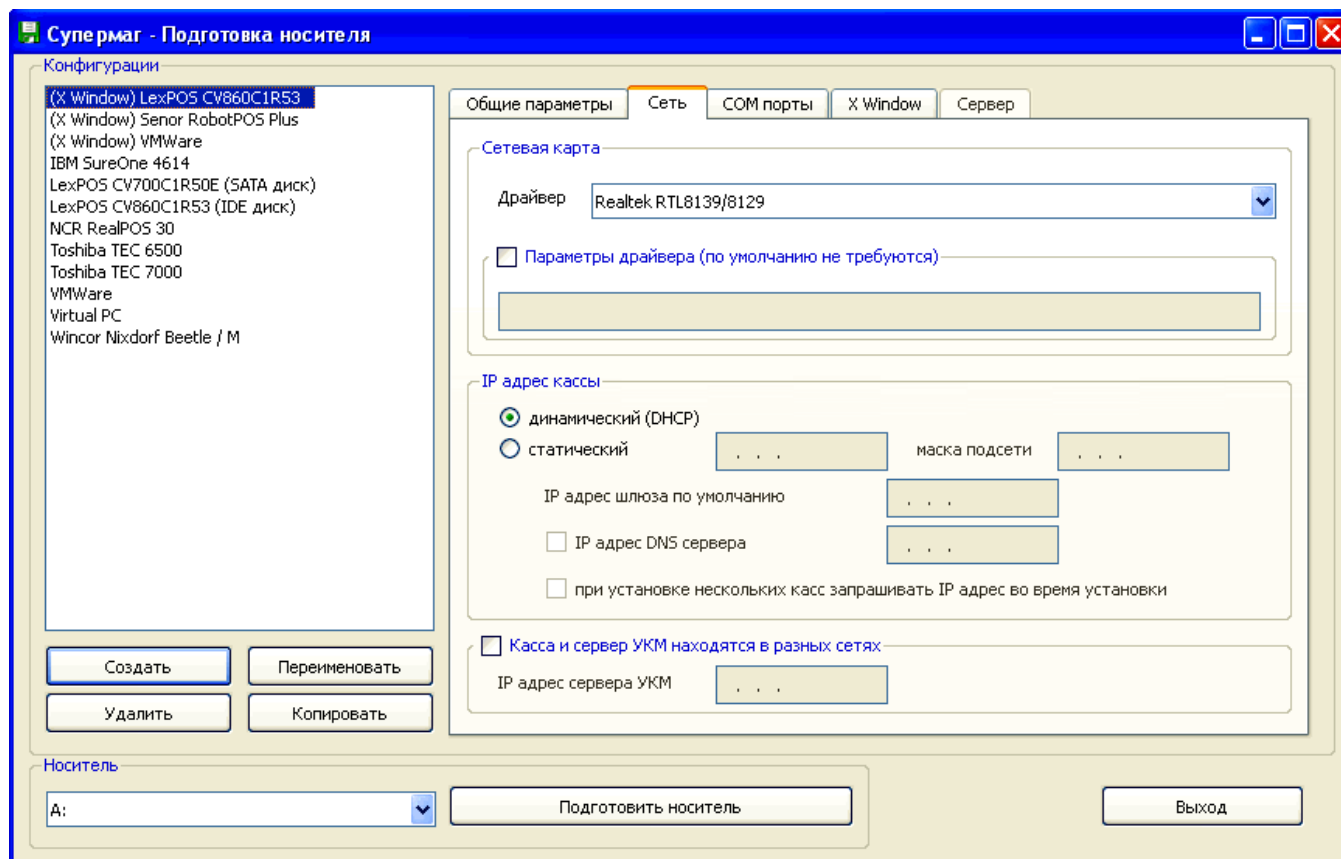 Супермаг - Подготовка носителя
Конфигурации
(X Window) LexPOS CV860C1R53
(X Window) Senor RobotPOS Plus
(X Window) VMWare
IBM SureOne 4614
LexPOS CV700C1R50E (SATA диск)
LexPOS CV860C1R53 (IDE диск)
NCR RealPOS 30
Toshiba TEC 6500
Toshiba TEC 7000
VMWare
Virtual PC
Wincor Nixdorf Beetle / M
Создать Переименовать
Удалить Копировать
Общие параметры Сеть COM порты X Window Сервер
Сетевая карта
Драйвер Realtek RTL8139/8129
Параметры драйвера (по умолчанию не требуются)
IP адрес кассы
динамический (DHCP)
статический . . . маска подсети . . .
IP адрес шлюза по умолчанию . . .
IP адрес DNS сервера . . .
при установке нескольких касс запрашивать IP адрес во время установки
Касса и сервер УКМ находятся в разных сетях
IP адрес сервера УКМ . . .
Носитель
A: Подготовить носитель Выход